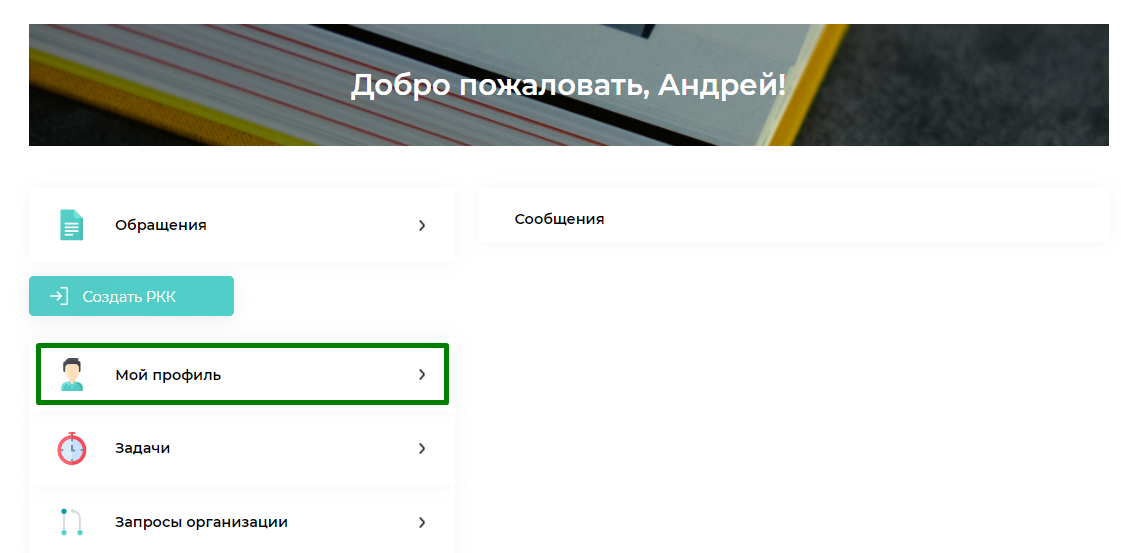 Добро пожаловать, Андрей!
Обращения
Сообщения
Создать РКК
Мой профиль
Задачи
Запросы организации